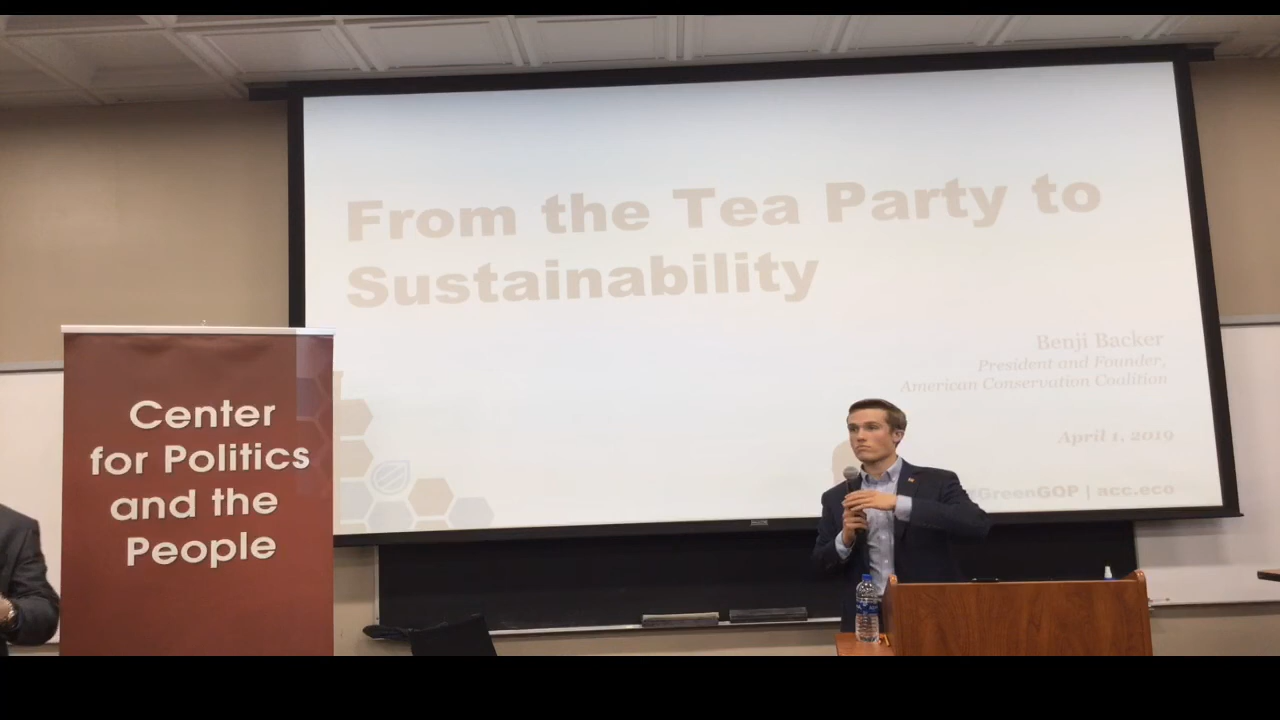 From the Tea Party to
Sustainability
Benji Backer
President and Founder,
American Conservation Coalition
April 1, 2019
#GreenGOP | acc.eco
Center
for Politics
and the
People